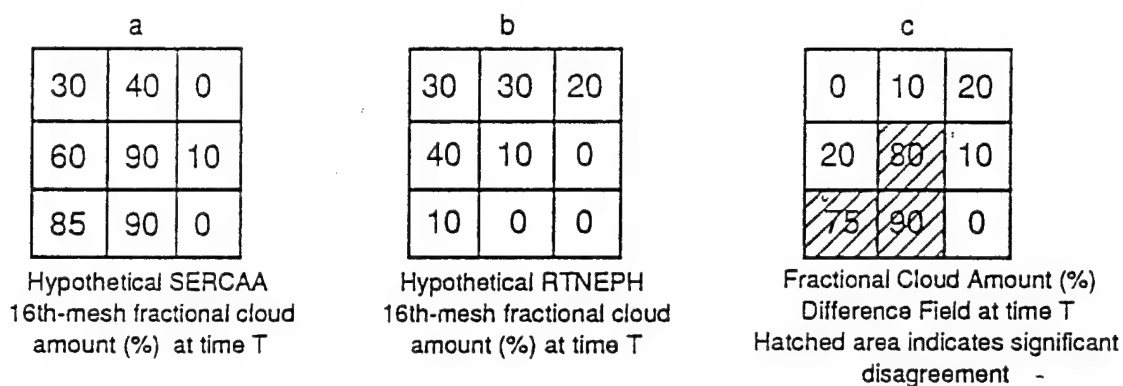 a
30 40 0
60 90 10
85 90 0
Hypothetical SERCAA
16th-mesh fractional cloud
amount (%) at time T
b
30 30 20
40 10 0
10 0 0
Hypothetical RTNEPH
16th-mesh fractional cloud
amount (%) at time T
c
0 10 20
20 80 10
75 90 0
Fractional Cloud Amount (%)
Difference Field at time T
Hatched area indicates significant
disagreement -